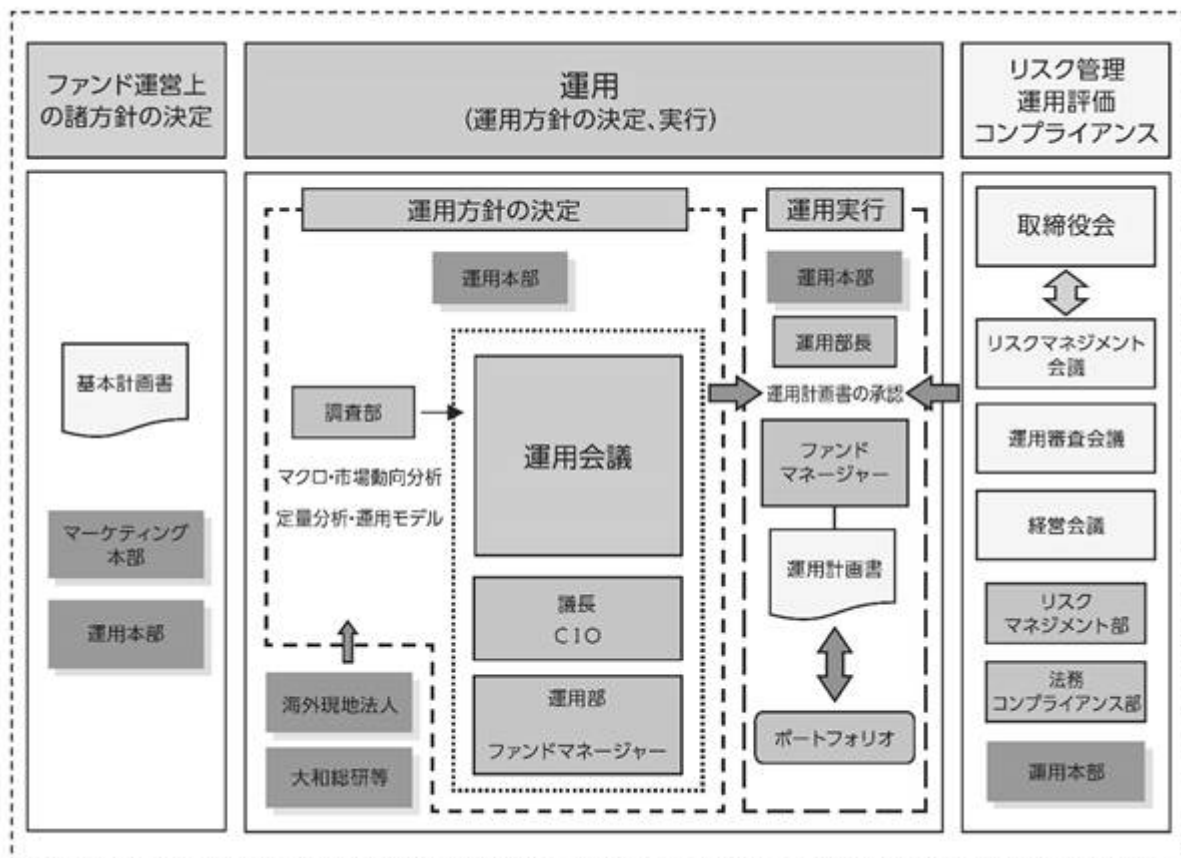 ファンド運営上
の諸方針の決定
運用
(運用方針の決定、実行)
リスク管理
運用評価
コンプライアンス
基本計画書
マーケティング
本部
運用本部
運用方針の決定
運用本部
調査部
マクロ・市場動向分析
定量分析・運用モデル
海外現地法人
大和総研等
運用会議
議長
CIO
運用部
ファンドマネージャー
運用実行
運用本部
運用部長
運用計画書の承認
ファンド
マネージャー
運用計画書
ポートフォリオ
取締役会
リスクマネジメント
会議
運用審査会議
経営会議
リスク
マネジメント部
法務
コンプライアンス部
運用本部